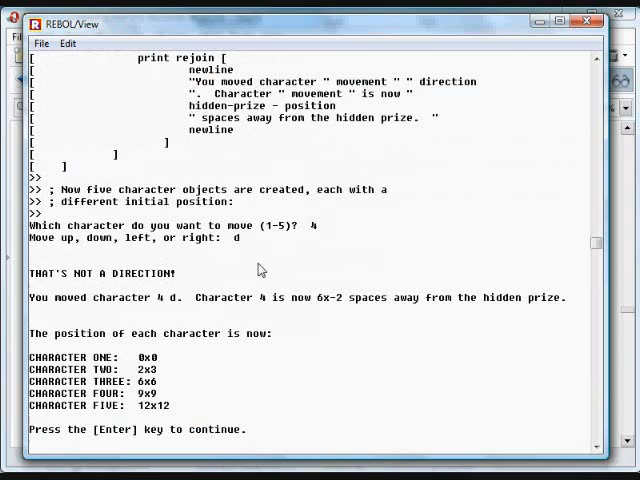 REBOL/View
File Edit
[ print rejoin [
[ newline
[ "You moved character " movement " " direction
[ ". Character " movement " is now "
[ hidden-prize - position
[ " spaces away from the hidden prize. "
[ newline
[ ]
[ ]
[ ]
>>
>> ; Now five character objects are created, each with a
>> ; different initial position:
>>
Which character do you want to move (1-5)? 4
Move up, down, left, or right: d
THAT'S NOT A DIRECTION!
You moved character 4 d. Character 4 is now 6x-2 spaces away from the hidden prize.
The position of each character is now:
CHARACTER ONE: 0x0
CHARACTER TWO: 2x3
CHARACTER THREE: 6x6
CHARACTER FOUR: 9x9
CHARACTER FIVE: 12x12
Press the [Enter] key to continue.